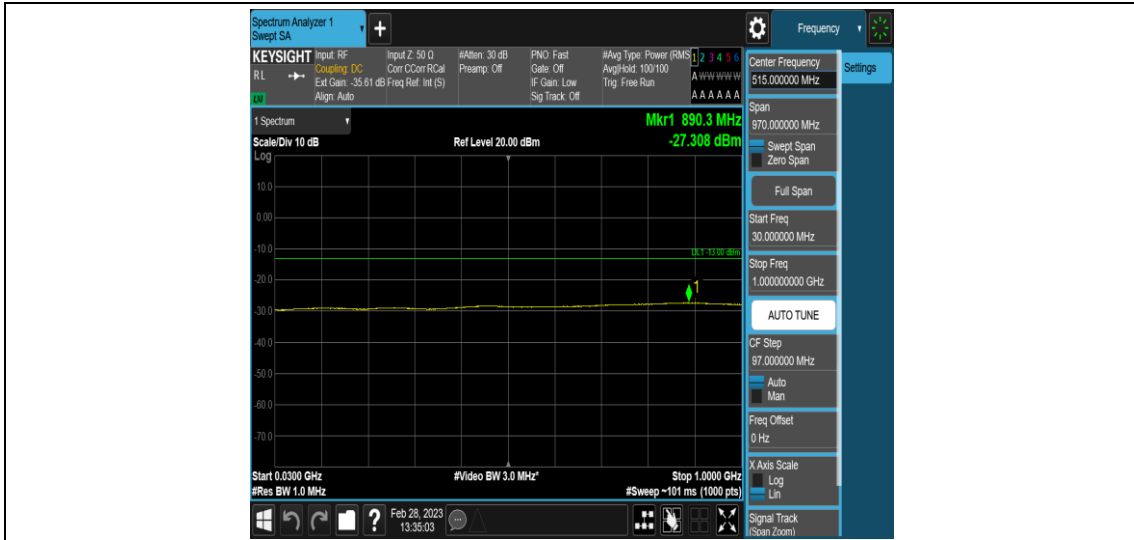 Spectrum Analyzer 1
Swept SA
+
Frequency
KEYSIGHT
RL
LXI
Input: RF
Coupling: DC
Ext Gain: -35.61 dB
Align: Auto
Input Z: 50 Ω
Corr CCorr RCal
Freq Ref: Int (S)
#Atten: 30 dB
Preamp: Off
PNO: Fast
Gate: Off
IF Gain: Low
Sig Track: Off
#Avg Type: Power (RMS
Avg|Hold: 100/100
Trig: Free Run
1 2 3 4 5 6
A W W W W W
A A A A A A
1 Spectrum
Mkr1 890.3 MHz
Scale/Div 10 dB
Ref Level 20.00 dBm
-27.308 dBm
Log
10.0
0.00
-10.0
DL1 -13.00 dBm
-20.0
1
-30.0
-40.0
-50.0
-60.0
-70.0
Start 0.0300 GHz
#Video BW 3.0 MHz*
Stop 1.0000 GHz
#Res BW 1.0 MHz
#Sweep ~101 ms (1000 pts)
Center Frequency
515.000000 MHz
Settings
Span
970.000000 MHz
Swept Span
Zero Span
Full Span
Start Freq
30.000000 MHz
Stop Freq
1.000000000 GHz
AUTO TUNE
CF Step
97.000000 MHz
Auto
Man
Freq Offset
0 Hz
X Axis Scale
Log
Lin
Signal Track
(Span Zoom)
?
Feb 28, 2023
13:35:03